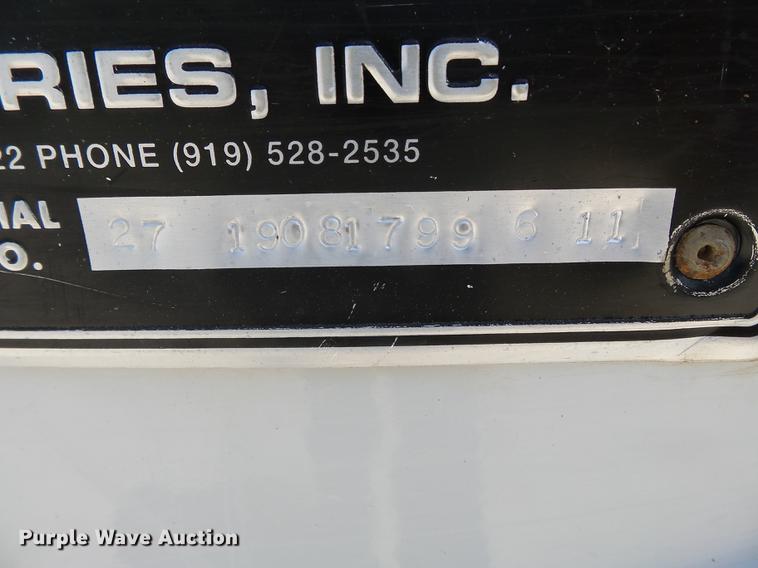 RIES, INC.
22 PHONE (919) 528-2535
IAL
O.
27 19081799 6 11
Purple Wave Auction